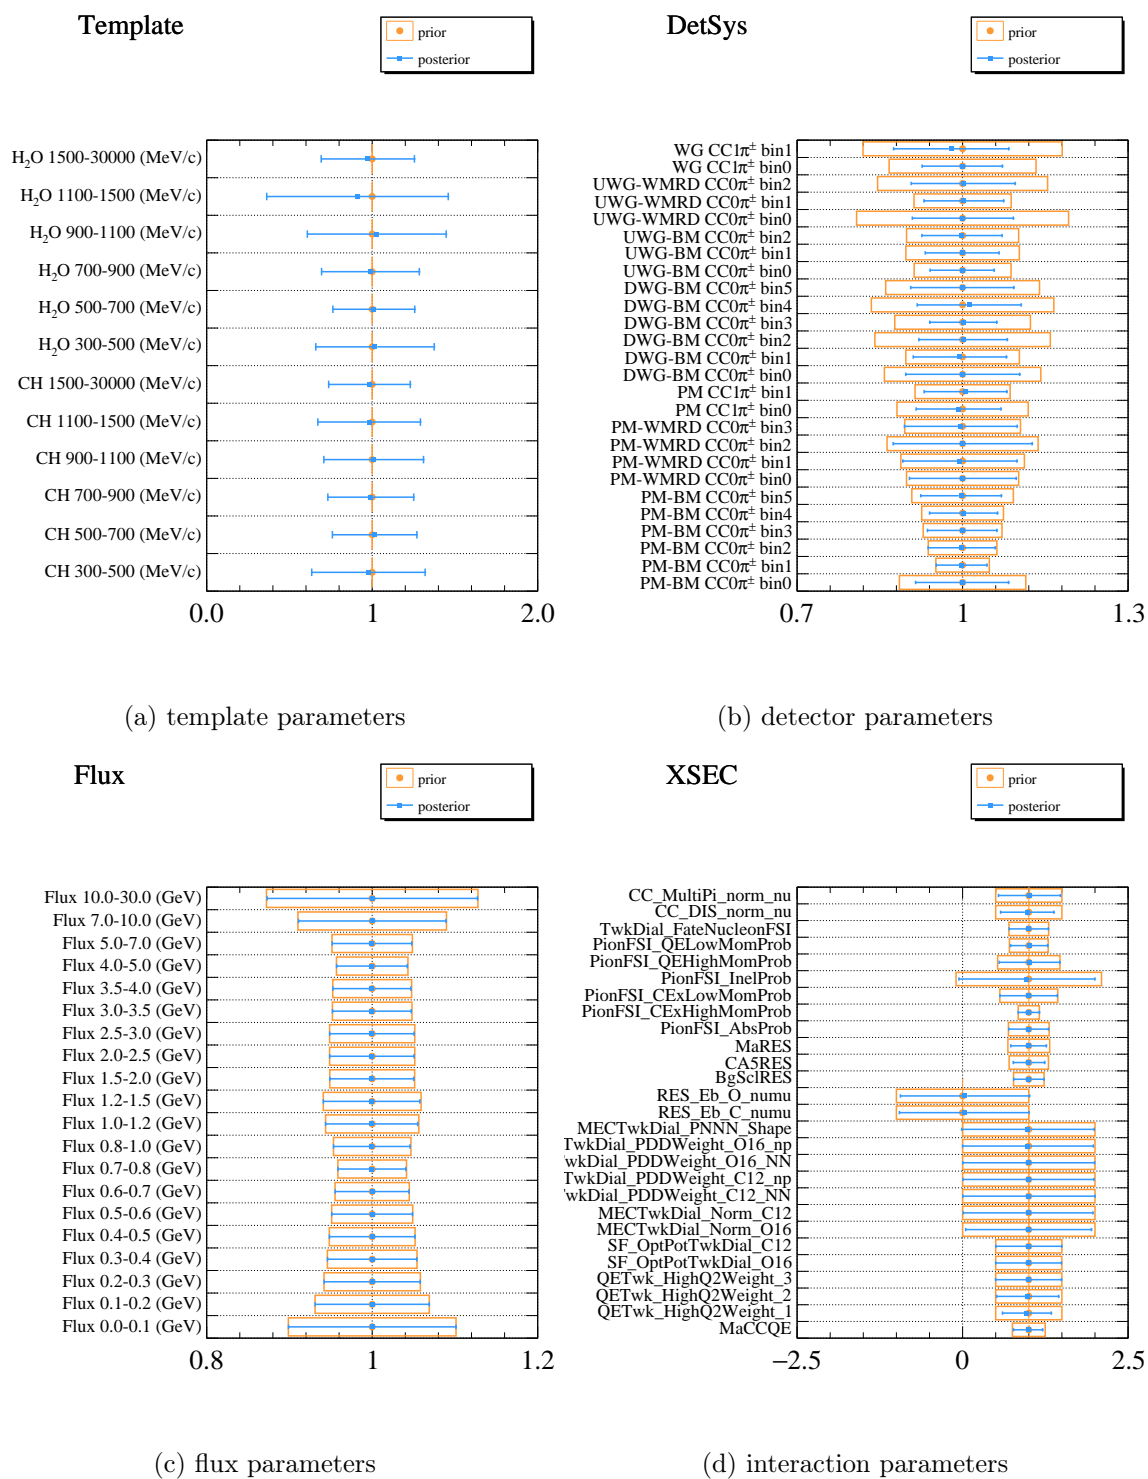 Template
prior
posterior
H₂O 1500-30000 (MeV/c)
H₂O 1100-1500 (MeV/c)
H₂O 900-1100 (MeV/c)
H₂O 700-900 (MeV/c)
H₂O 500-700 (MeV/c)
H₂O 300-500 (MeV/c)
CH 1500-30000 (MeV/c)
CH 1100-1500 (MeV/c)
CH 900-1100 (MeV/c)
CH 700-900 (MeV/c)
CH 500-700 (MeV/c)
CH 300-500 (MeV/c)
0.0 1 2.0
(a) template parameters
DetSys
prior
posterior
WG CC1π± bin1
WG CC1π± bin0
UWG-WMRD CC0π± bin2
UWG-WMRD CC0π± bin1
UWG-WMRD CC0π± bin0
UWG-BM CC0π± bin2
UWG-BM CC0π± bin1
UWG-BM CC0π± bin0
DWG-BM CC0π± bin5
DWG-BM CC0π± bin4
DWG-BM CC0π± bin3
DWG-BM CC0π± bin2
DWG-BM CC0π± bin1
DWG-BM CC0π± bin0
PM CC1π± bin1
PM CC1π± bin0
PM-WMRD CC0π± bin3
PM-WMRD CC0π± bin2
PM-WMRD CC0π± bin1
PM-WMRD CC0π± bin0
PM-BM CC0π± bin5
PM-BM CC0π± bin4
PM-BM CC0π± bin3
PM-BM CC0π± bin2
PM-BM CC0π± bin1
PM-BM CC0π± bin0
0.7 1 1.3
(b) detector parameters
Flux
prior
posterior
Flux 10.0-30.0 (GeV)
Flux 7.0-10.0 (GeV)
Flux 5.0-7.0 (GeV)
Flux 4.0-5.0 (GeV)
Flux 3.5-4.0 (GeV)
Flux 3.0-3.5 (GeV)
Flux 2.5-3.0 (GeV)
Flux 2.0-2.5 (GeV)
Flux 1.5-2.0 (GeV)
Flux 1.2-1.5 (GeV)
Flux 1.0-1.2 (GeV)
Flux 0.8-1.0 (GeV)
Flux 0.7-0.8 (GeV)
Flux 0.6-0.7 (GeV)
Flux 0.5-0.6 (GeV)
Flux 0.4-0.5 (GeV)
Flux 0.3-0.4 (GeV)
Flux 0.2-0.3 (GeV)
Flux 0.1-0.2 (GeV)
Flux 0.0-0.1 (GeV)
0.8 1 1.2
(c) flux parameters
XSEC
prior
posterior
CC_MultiPi_norm_nu
CC_DIS_norm_nu
TwkDial_FateNucleonFSI
PionFSI_QELowMomProb
PionFSI_QEHighMomProb
PionFSI_InelProb
PionFSI_CExLowMomProb
PionFSI_CExHighMomProb
PionFSI_AbsProb
MaRES
CA5RES
BgSclRES
RES_Eb_O_numu
RES_Eb_C_numu
MECTwkDial_PNNN_Shape
TwkDial_PDDWeight_O16_np
wkDial_PDDWeight_O16_NN
TwkDial_PDDWeight_C12_np
wkDial_PDDWeight_C12_NN
MECTwkDial_Norm_C12
MECTwkDial_Norm_O16
SF_OptPotTwkDial_C12
SF_OptPotTwkDial_O16
QETwk_HighQ2Weight_3
QETwk_HighQ2Weight_2
QETwk_HighQ2Weight_1
MaCCQE
−2.5 0 2.5
(d) interaction parameters